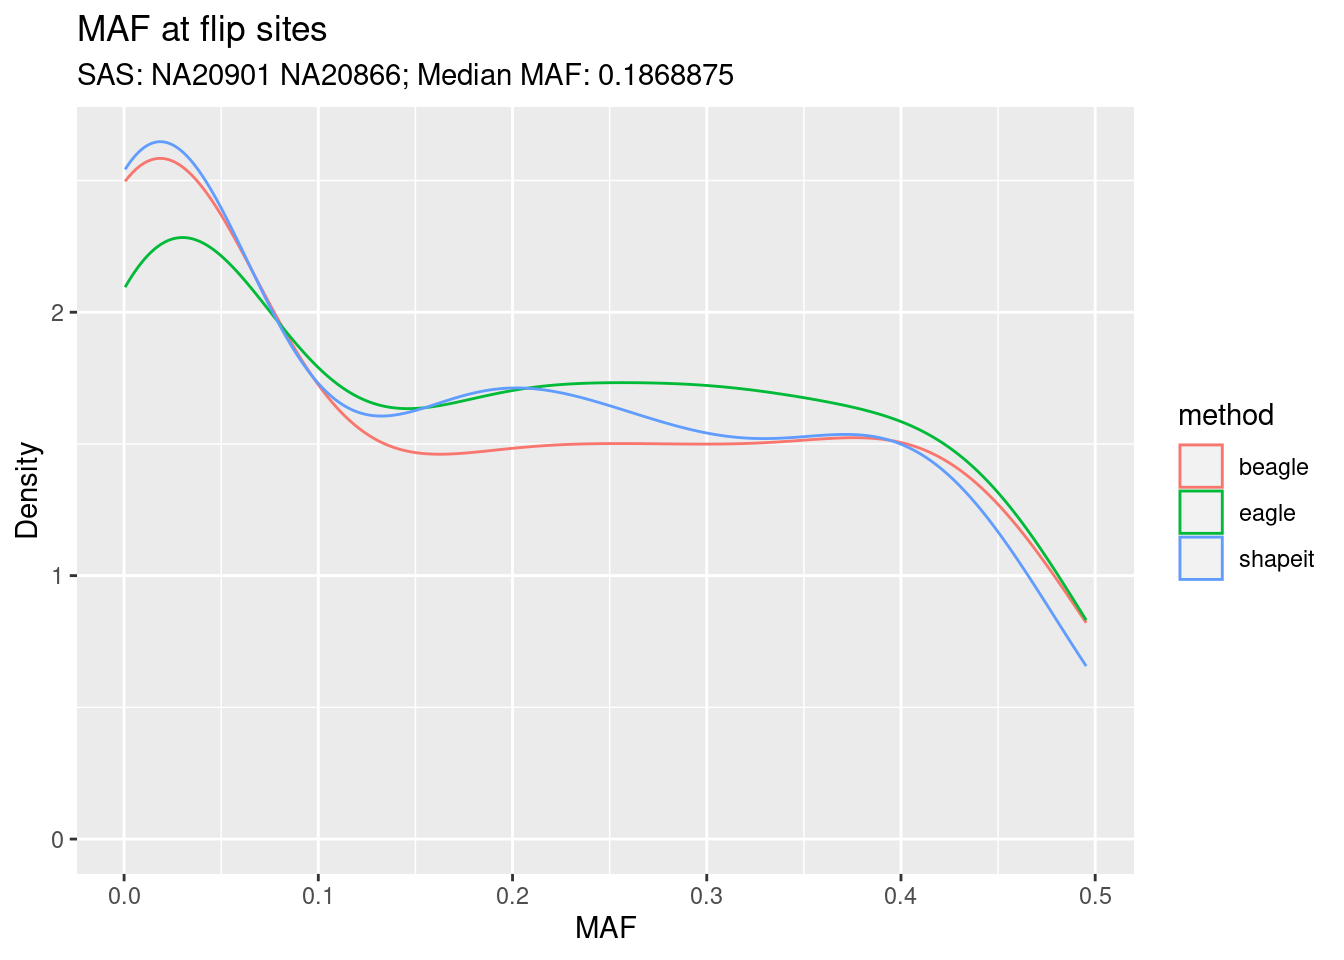 MAF at flip sites
SAS: NA20901 NA20866; Median MAF: 0.1868875
Density
2
1
0
0.0 0.1 0.2 0.3 0.4 0.5
MAF
method
beagle
eagle
shapeit